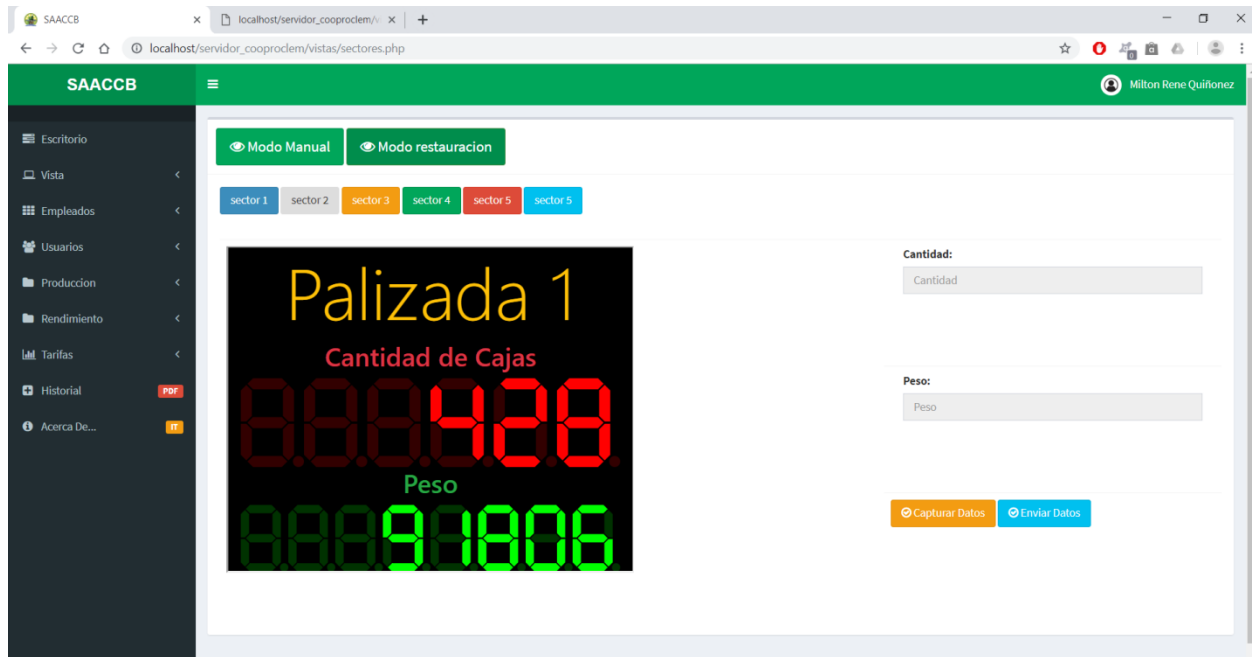 SAACCB
localhost/servidor_cooproclem/v
localhost/servidor_cooproclem/vistas/sectores.php
SAACCB
Milton Rene Quiñonez
Escritorio
Vista
Empleados
Usuarios
Produccion
Rendimiento
Tarifas
Historial PDF
Acerca De... IT
Modo Manual Modo restauracion
sector 1 sector 2 sector 3 sector 4 sector 5 sector 5
Palizada 1
Cantidad de Cajas
428
Peso
91806
Cantidad:
Cantidad
Peso:
Peso
Capturar Datos Enviar Datos